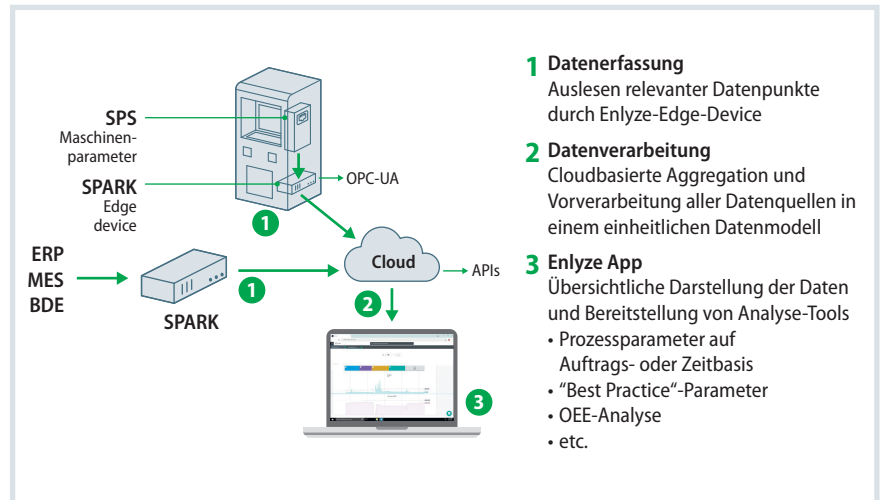 SPS
Maschinen-
parameter
SPARK
Edge
device
OPC-UA
1
ERP
MES
BDE
SPARK
1
Cloud
APIs
2
3
1 Datenerfassung
Auslesen relevanter Datenpunkte
durch Enlyze-Edge-Device
2 Datenverarbeitung
Cloudbasierte Aggregation und
Vorverarbeitung aller Datenquellen in
einem einheitlichen Datenmodell
3 Enlyze App
Übersichtliche Darstellung der Daten
und Bereitstellung von Analyse-Tools
• Prozessparameter auf
Auftrags- oder Zeitbasis
• “Best Practice“-Parameter
• OEE-Analyse
• etc.